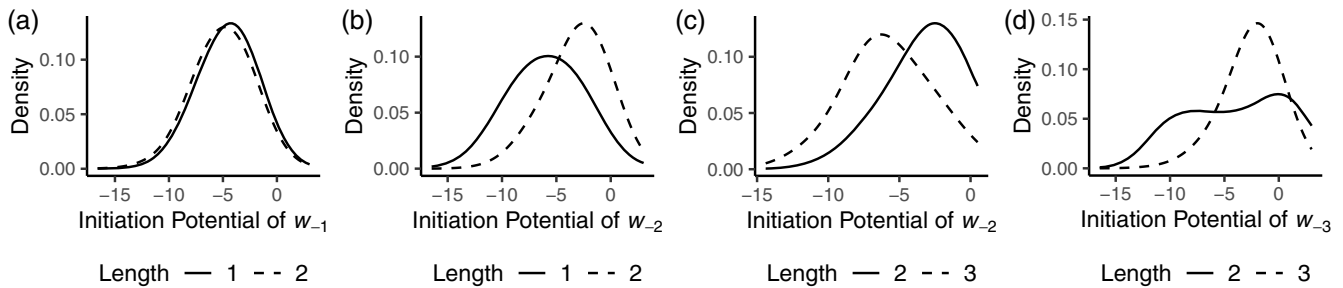 (a)
Density
0.10
0.05
0.00
−15 −10 −5 0
Initiation Potential of w−1
Length 1 2
(b)
Density
0.10
0.05
0.00
−15 −10 −5 0
Initiation Potential of w−2
Length 1 2
(c)
Density
0.10
0.05
0.00
−15 −10 −5 0
Initiation Potential of w−2
Length 2 3
(d)
Density
0.15
0.10
0.05
0.00
−15 −10 −5 0
Initiation Potential of w−3
Length 2 3